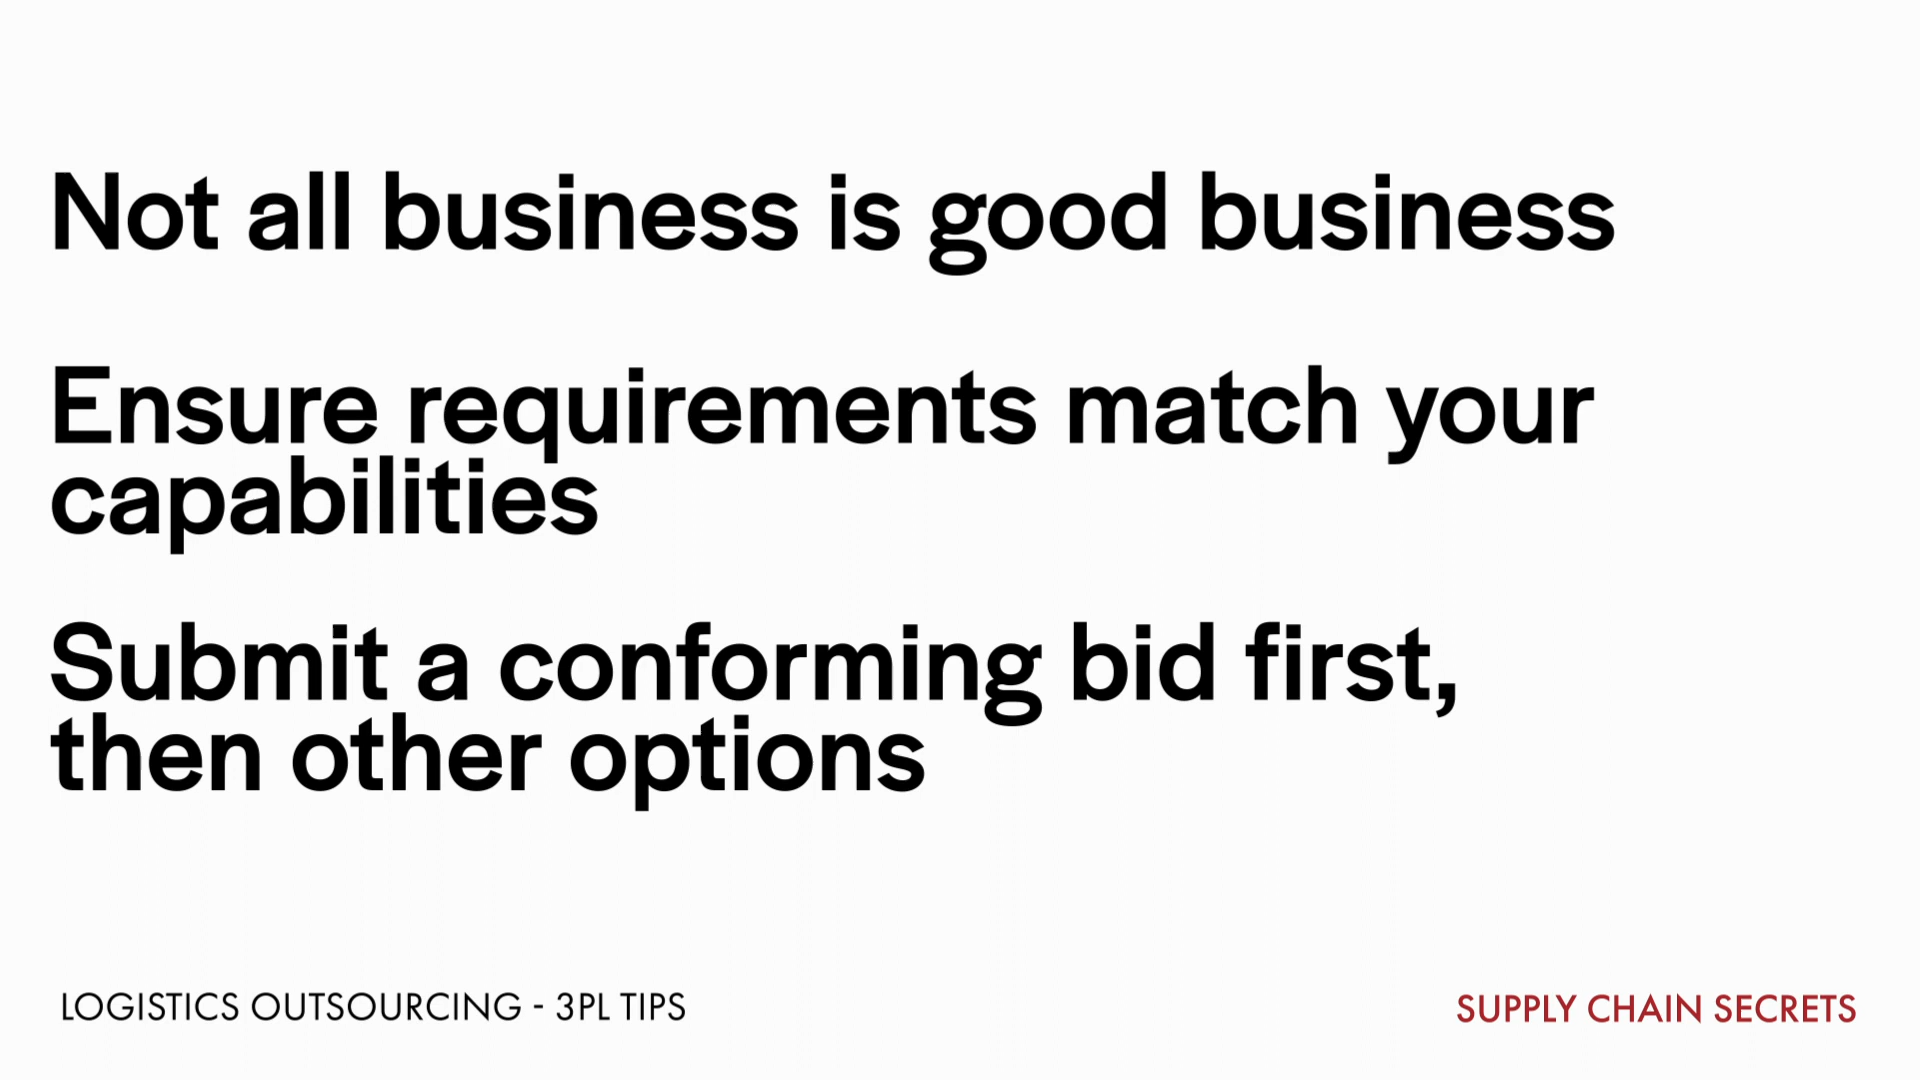 Not all business is good business
Ensure requirements match your
capabilities
Submit a conforming bid first,
then other options
LOGISTICS OUTSOURCING - 3PL TIPS
SUPPLY CHAIN SECRETS